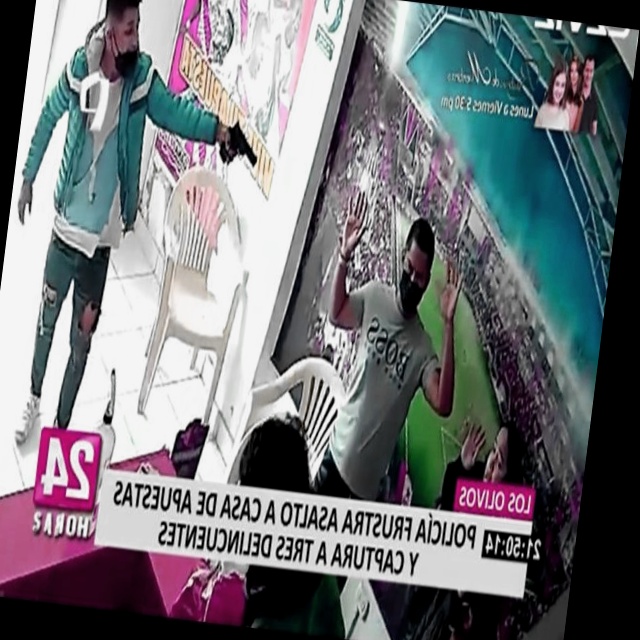 Lunes a Viernes 5:30 pm
BOSS
LOS OLIVOS
POLICÍA FRUSTRA ASALTO A CASA DE APUESTAS
Y CAPTURA A TRES DELINCUENTES
21:50:14
24
HORAS